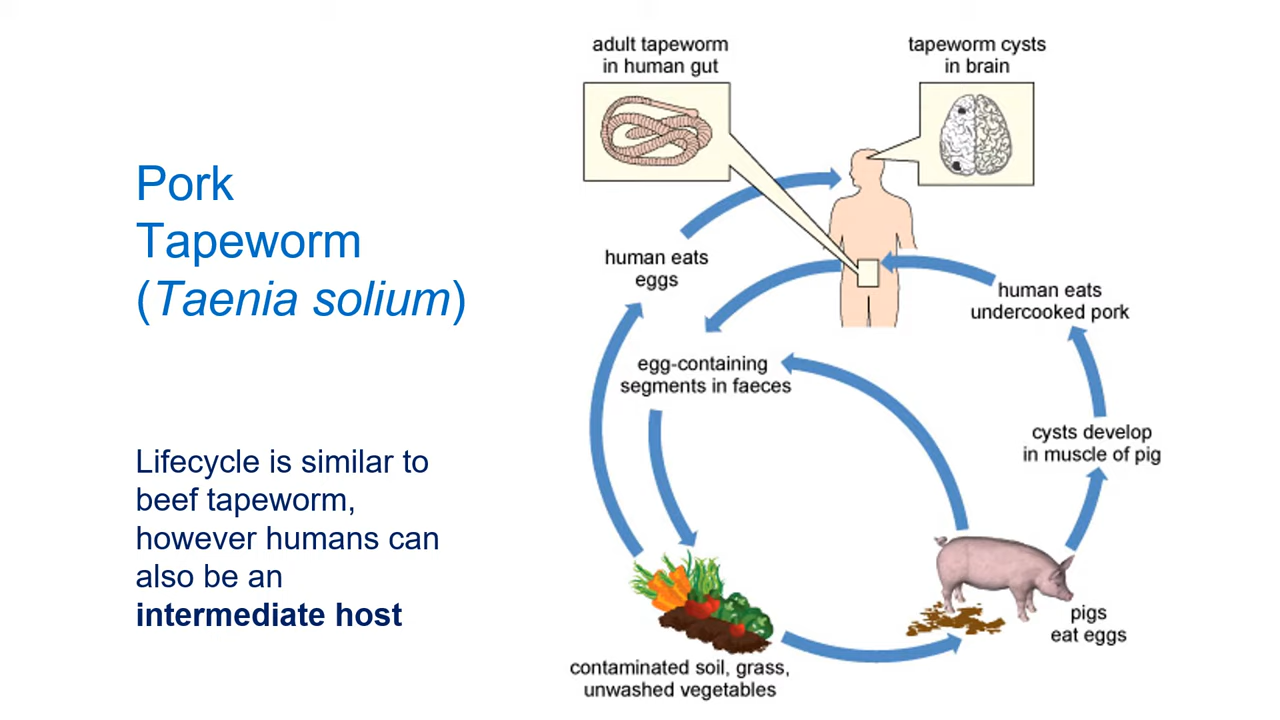 Pork
Tapeworm
(Taenia solium)
Lifecycle is similar to
beef tapeworm,
however humans can
also be an
intermediate host
adult tapeworm
in human gut
tapeworm cysts
in brain
human eats
eggs
human eats
undercooked pork
egg-containing
segments in faeces
cysts develop
in muscle of pig
pigs
eat eggs
contaminated soil, grass,
unwashed vegetables